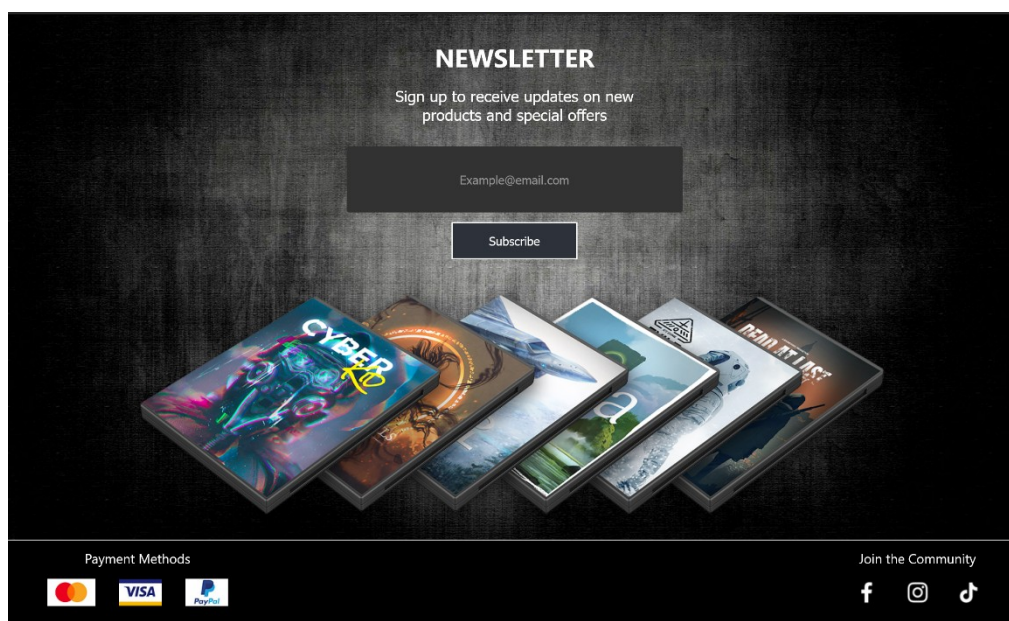 NEWSLETTER
Sign up to receive updates on new
products and special offers
Example@email.com
Subscribe
CYBER
Kid
a
DEAD AT LAST
Payment Methods
Join the Community
VISA
PayPal